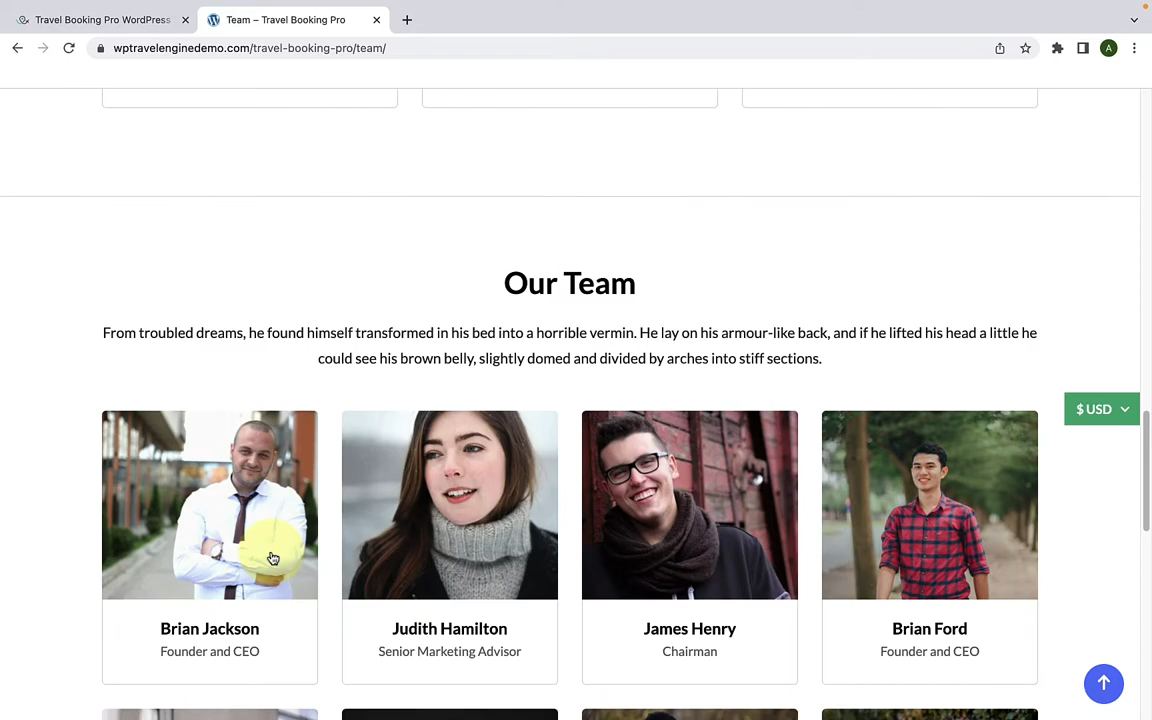 Travel Booking Pro WordPress
Team – Travel Booking Pro
wptravelenginedemo.com/travel-booking-pro/team/
A
Our Team
From troubled dreams, he found himself transformed in his bed into a horrible vermin. He lay on his armour-like back, and if he lifted his head a little he
could see his brown belly, slightly domed and divided by arches into stiff sections.
$ USD
Brian Jackson
Founder and CEO
Judith Hamilton
Senior Marketing Advisor
James Henry
Chairman
Brian Ford
Founder and CEO